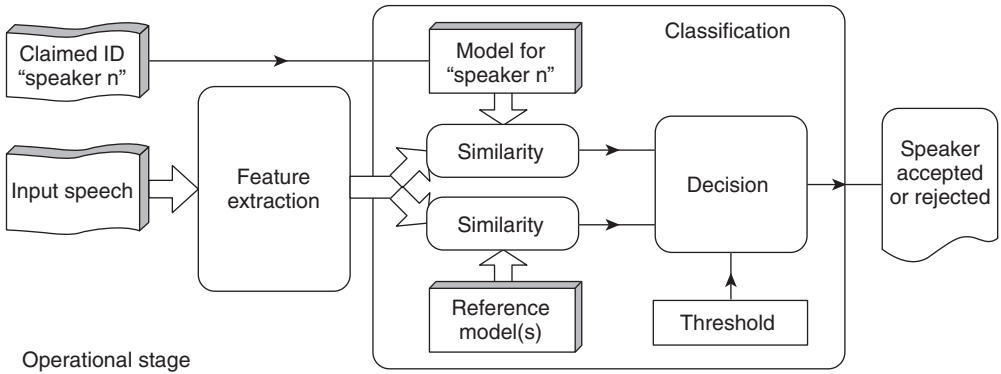 Classification
Claimed ID
“speaker n”
Model for
“speaker n”
Input speech
Feature
extraction
Similarity
Similarity
Decision
Speaker
accepted
or rejected
Reference
model(s)
Threshold
Operational stage